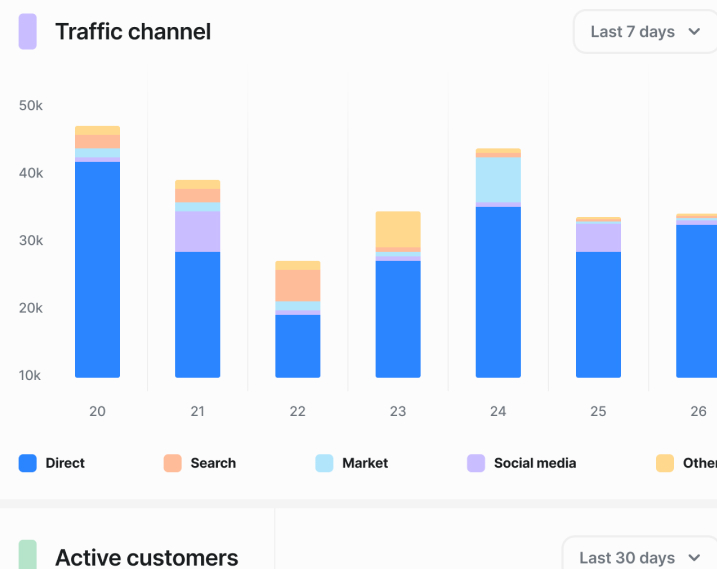 Traffic channel
Last 7 days
50k
40k
30k
20k
10k
20 21 22 23 24 25 26
Direct Search Market Social media Other
Active customers
Last 30 days